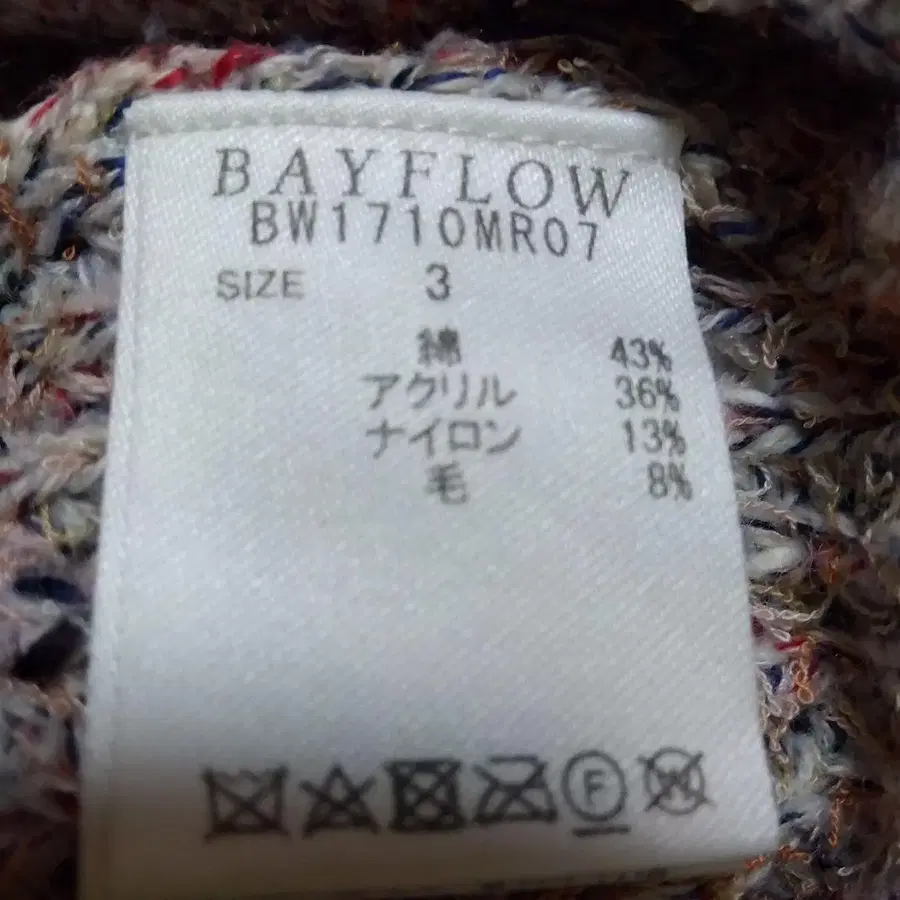 BAYFLOW
BW1710MR07
SIZE 3
綿 43%
アクリル 36%
ナイロン 13%
毛 8%
F W